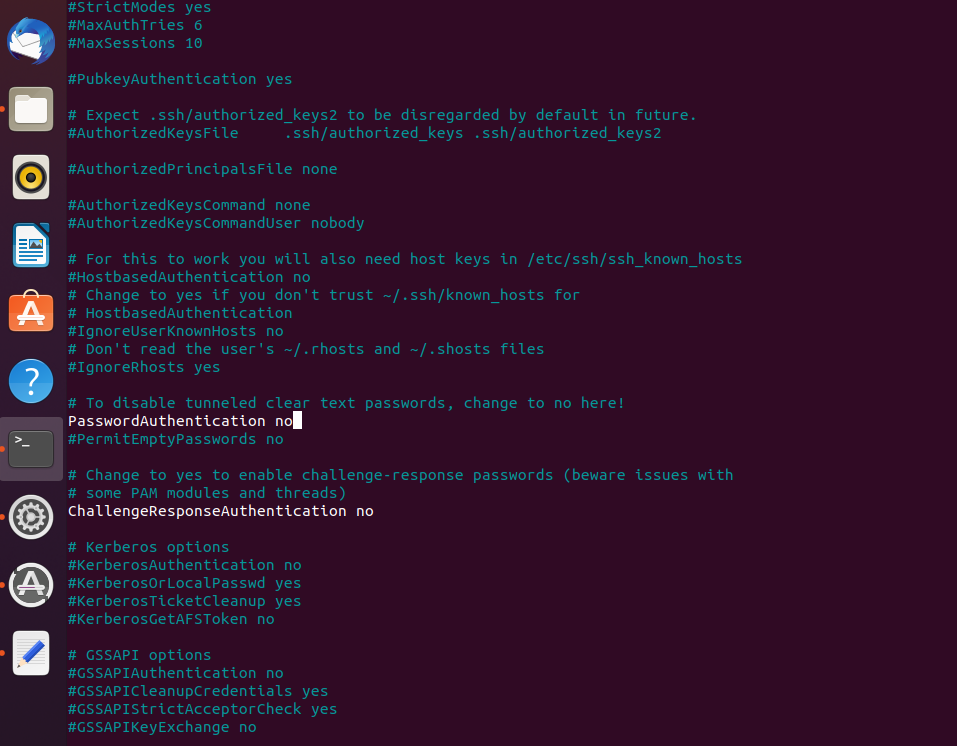 #StrictModes yes
#MaxAuthTries 6
#MaxSessions 10
#PubkeyAuthentication yes
# Expect .ssh/authorized_keys2 to be disregarded by default in future.
#AuthorizedKeysFile     .ssh/authorized_keys .ssh/authorized_keys2
#AuthorizedPrincipalsFile none
#AuthorizedKeysCommand none
#AuthorizedKeysCommandUser nobody
# For this to work you will also need host keys in /etc/ssh/ssh_known_hosts
#HostbasedAuthentication no
# Change to yes if you don't trust ~/.ssh/known_hosts for
# HostbasedAuthentication
#IgnoreUserKnownHosts no
# Don't read the user's ~/.rhosts and ~/.shosts files
#IgnoreRhosts yes
# To disable tunneled clear text passwords, change to no here!
PasswordAuthentication no
#PermitEmptyPasswords no
# Change to yes to enable challenge-response passwords (beware issues with
# some PAM modules and threads)
ChallengeResponseAuthentication no
# Kerberos options
#KerberosAuthentication no
#KerberosOrLocalPasswd yes
#KerberosTicketCleanup yes
#KerberosGetAFSToken no
# GSSAPI options
#GSSAPIAuthentication no
#GSSAPICleanupCredentials yes
#GSSAPIStrictAcceptorCheck yes
#GSSAPIKeyExchange no